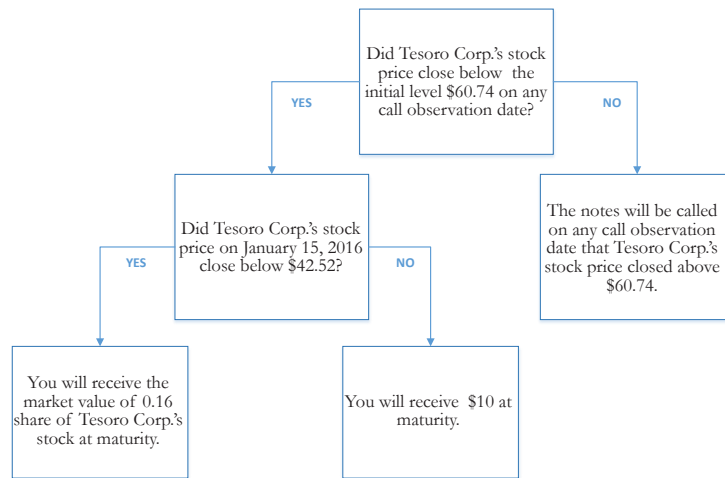 Did Tesoro Corp.'s stock
price close below the
initial level $60.74 on any
call observation date?
YES
NO
Did Tesoro Corp.'s stock
price on January 15, 2016
close below $42.52?
The notes will be called
on any call observation
date that Tesoro Corp.'s
stock price closed above
$60.74.
YES
NO
You will receive the
market value of 0.16
share of Tesoro Corp.'s
stock at maturity.
You will receive $10 at
maturity.